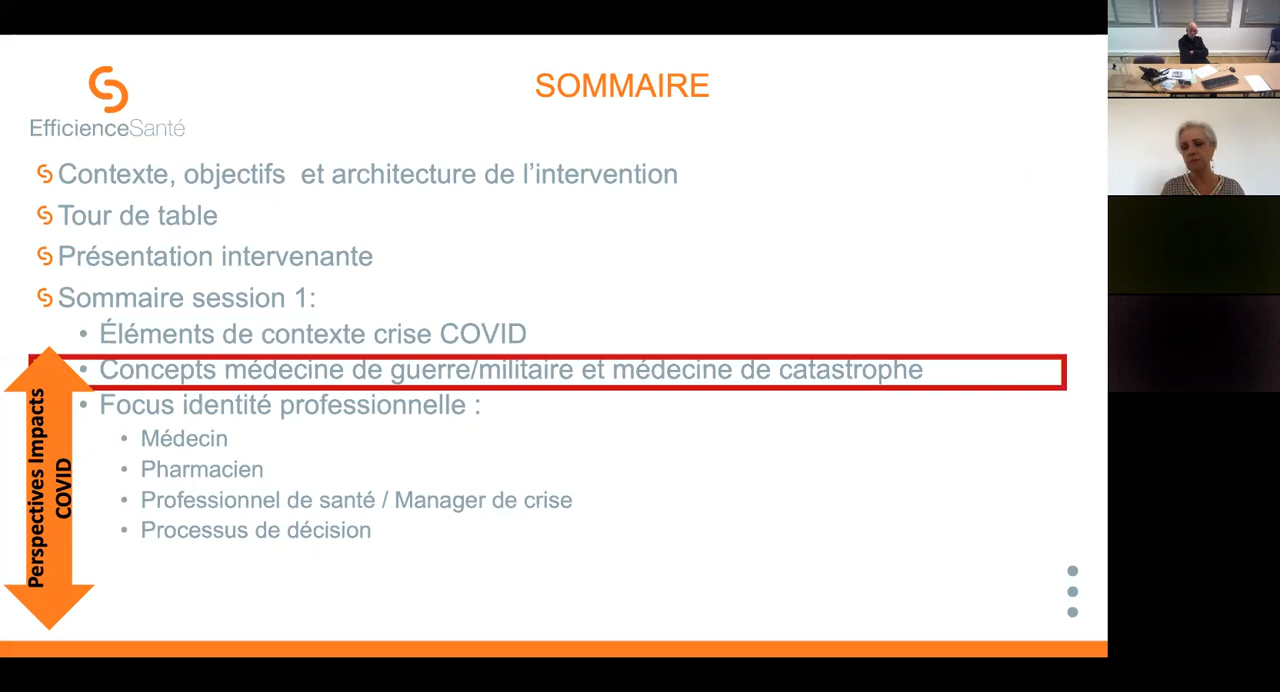 SOMMAIRE
EfficienceSanté
Contexte, objectifs et architecture de l’intervention
Tour de table
Présentation intervenante
Sommaire session 1:
• Éléments de contexte crise COVID
• Concepts médecine de guerre/militaire et médecine de catastrophe
• Focus identité professionnelle :
• Médecin
• Pharmacien
• Professionnel de santé / Manager de crise
• Processus de décision
Perspectives Impacts
COVID